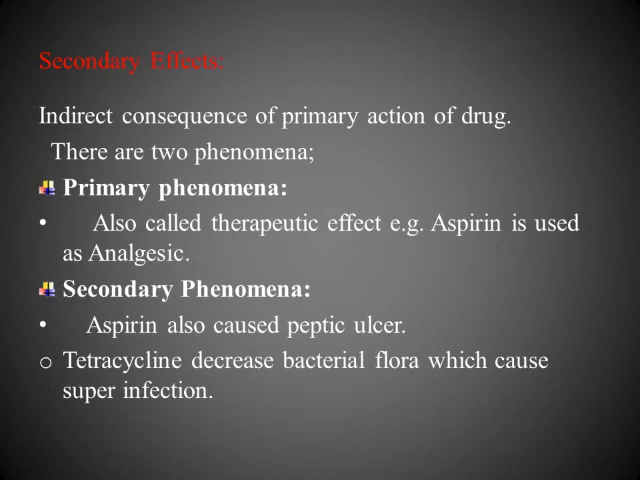 Secondary Effects:
Indirect consequence of primary action of drug.
There are two phenomena;
Primary phenomena:
• Also called therapeutic effect e.g. Aspirin is used
as Analgesic.
Secondary Phenomena:
• Aspirin also caused peptic ulcer.
o Tetracycline decrease bacterial flora which cause
super infection.